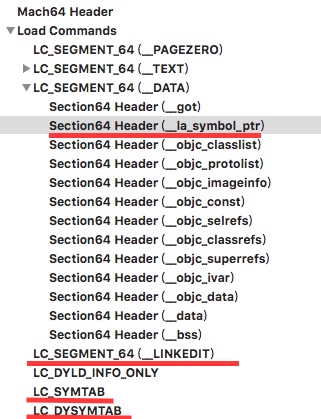 Mach64 Header
Load Commands
LC_SEGMENT_64 (__PAGEZERO)
LC_SEGMENT_64 (__TEXT)
LC_SEGMENT_64 (__DATA)
Section64 Header (__got)
Section64 Header (__la_symbol_ptr)
Section64 Header (__objc_classlist)
Section64 Header (__objc_protolist)
Section64 Header (__objc_imageinfo)
Section64 Header (__objc_const)
Section64 Header (__objc_selrefs)
Section64 Header (__objc_classrefs)
Section64 Header (__objc_superrefs)
Section64 Header (__objc_ivar)
Section64 Header (__objc_data)
Section64 Header (__data)
Section64 Header (__bss)
LC_SEGMENT_64 (__LINKEDIT)
LC_DYLD_INFO_ONLY
LC_SYMTAB
LC_DYSYMTAB